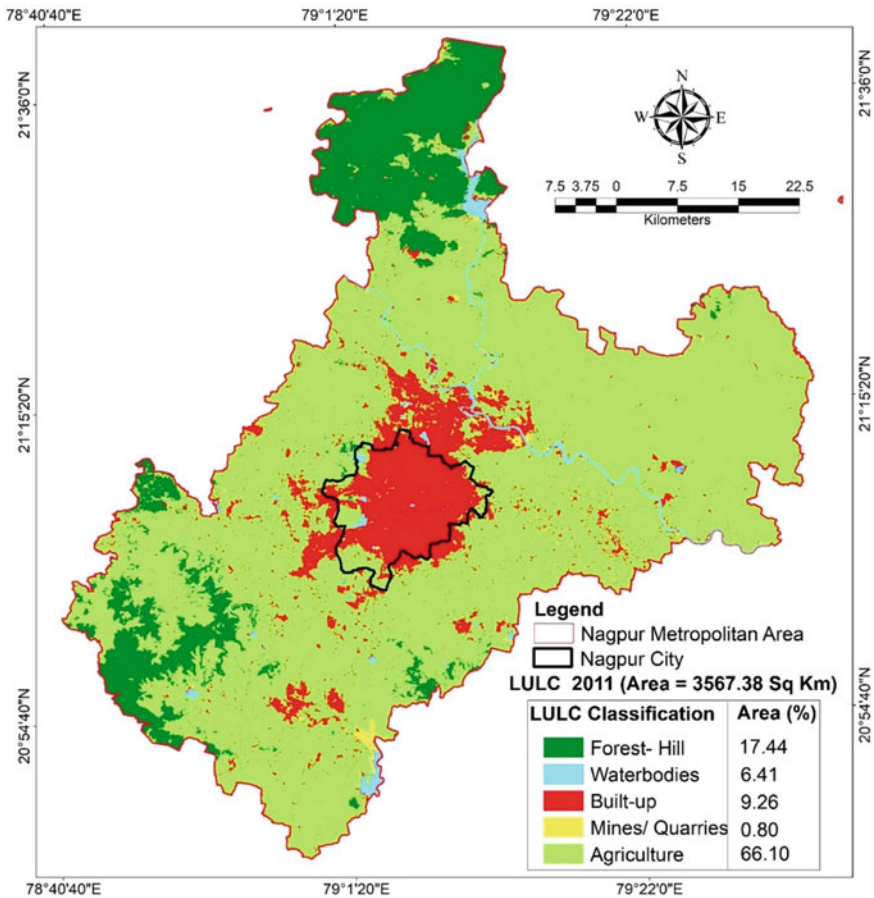 78°40'40"E 79°1'20"E 79°22'0"E
21°36'0"N 21°36'0"N
N
W E
S
7.5 3.75 0 7.5 15 22.5
Kilometers
21°15'20"N 21°15'20"N
Legend
Nagpur Metropolitan Area
Nagpur City
LULC 2011 (Area = 3567.38 Sq Km)
20°54'40"N 20°54'40"N
LULC Classification Area (%)
Forest- Hill 17.44
Waterbodies 6.41
Built-up 9.26
Mines/ Quarries 0.80
Agriculture 66.10
78°40'40"E 79°1'20"E 79°22'0"E